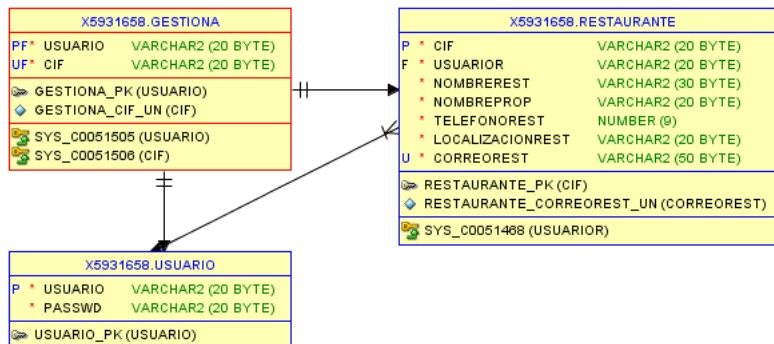 X5931658.GESTIONA
PF* USUARIO VARCHAR2 (20 BYTE)
UF* CIF VARCHAR2 (20 BYTE)
GESTIONA_PK (USUARIO)
GESTIONA_CIF_UN (CIF)
SYS_C0051505 (USUARIO)
SYS_C0051506 (CIF)
X5931658.RESTAURANTE
P * CIF VARCHAR2 (20 BYTE)
F * USUARIOR VARCHAR2 (20 BYTE)
* NOMBREREST VARCHAR2 (30 BYTE)
* NOMBREPROP VARCHAR2 (20 BYTE)
* TELEFONOREST NUMBER (9)
* LOCALIZACIONREST VARCHAR2 (20 BYTE)
U * CORREOREST VARCHAR2 (50 BYTE)
RESTAURANTE_PK (CIF)
RESTAURANTE_CORREOREST_UN (CORREOREST)
SYS_C0051468 (USUARIOR)
X5931658.USUARIO
P * USUARIO VARCHAR2 (20 BYTE)
* PASSWD VARCHAR2 (20 BYTE)
USUARIO_PK (USUARIO)